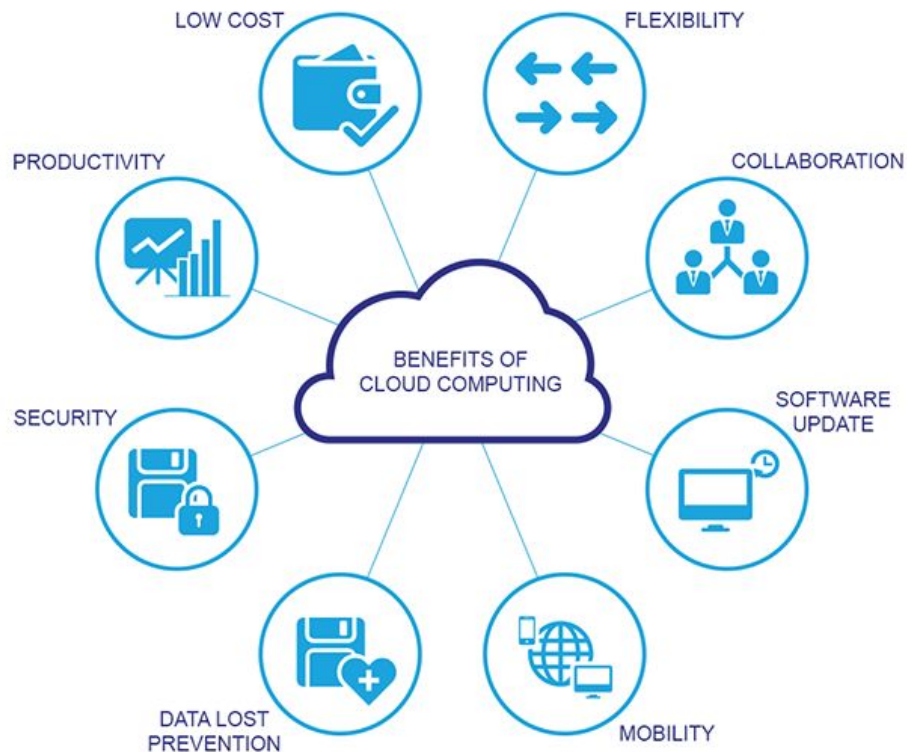 LOW COST
FLEXIBILITY
PRODUCTIVITY
COLLABORATION
BENEFITS OF
CLOUD COMPUTING
SECURITY
SOFTWARE
UPDATE
DATA LOST
PREVENTION
MOBILITY